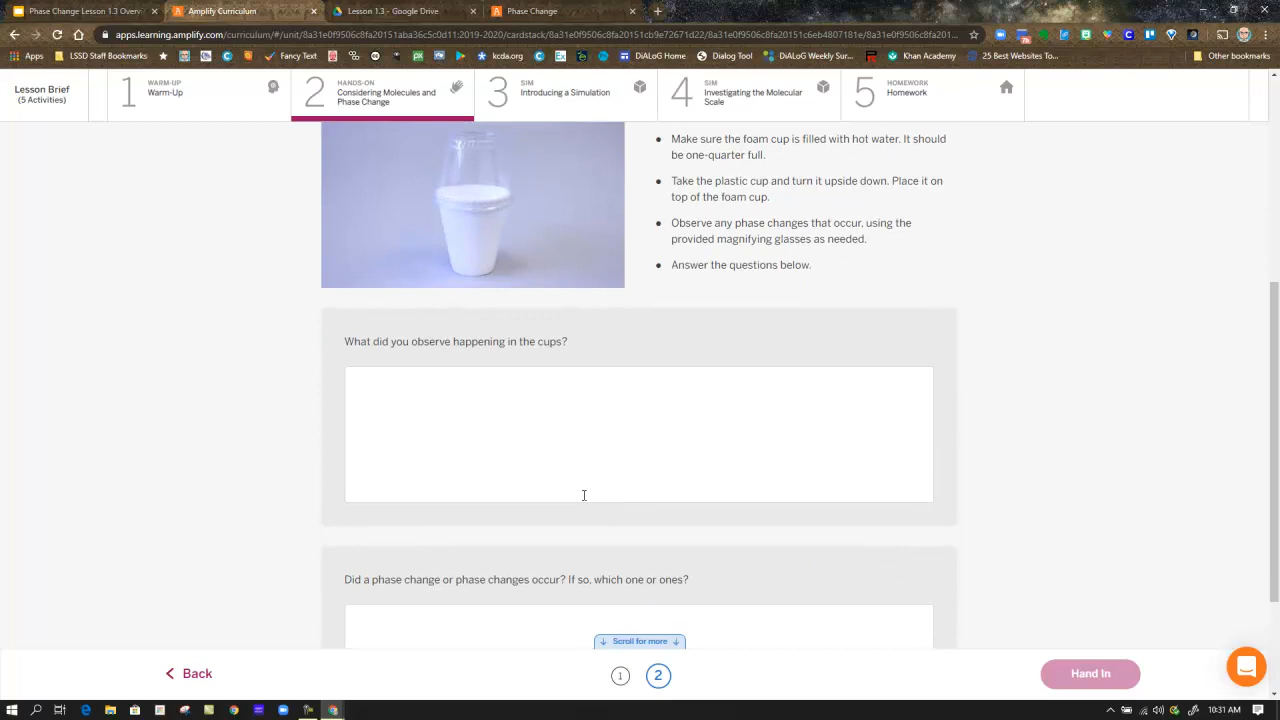 Phase Change Lesson 1.3 Overv
Amplify Curriculum
Lesson 1.3 - Google Drive
Phase Change
apps.learning.amplify.com/curriculum/#/unit/8a31e0f9506c8f20151aba36c5c0d11:2019-2020/cardstack/8a31e0f9506c8f20151cb9e72671d22/8a31e0f9506c8f20151c6eb4807181e/8a31e0f9506c8fa201...
Apps
LSSD Staff Bookmarks
Fancy Text
kcda.org
DiALoG Home
Dialog Tool
DiALoG Weekly Sur...
Khan Academy
25 Best Websites To...
Other bookmarks
Lesson Brief
(5 Activities)
1
WARM-UP
Warm-Up
2
HANDS-ON
Considering Molecules and
Phase Change
3
SIM
Introducing a Simulation
4
SIM
Investigating the Molecular
Scale
5
HOMEWORK
Homework
• Make sure the foam cup is filled with hot water. It should
be one-quarter full.
• Take the plastic cup and turn it upside down. Place it on
top of the foam cup.
• Observe any phase changes that occur, using the
provided magnifying glasses as needed.
• Answer the questions below.
What did you observe happening in the cups?
Did a phase change or phase changes occur? If so, which one or ones?
↓ Scroll for more ↓
Back
1
2
Hand In
10:31 AM